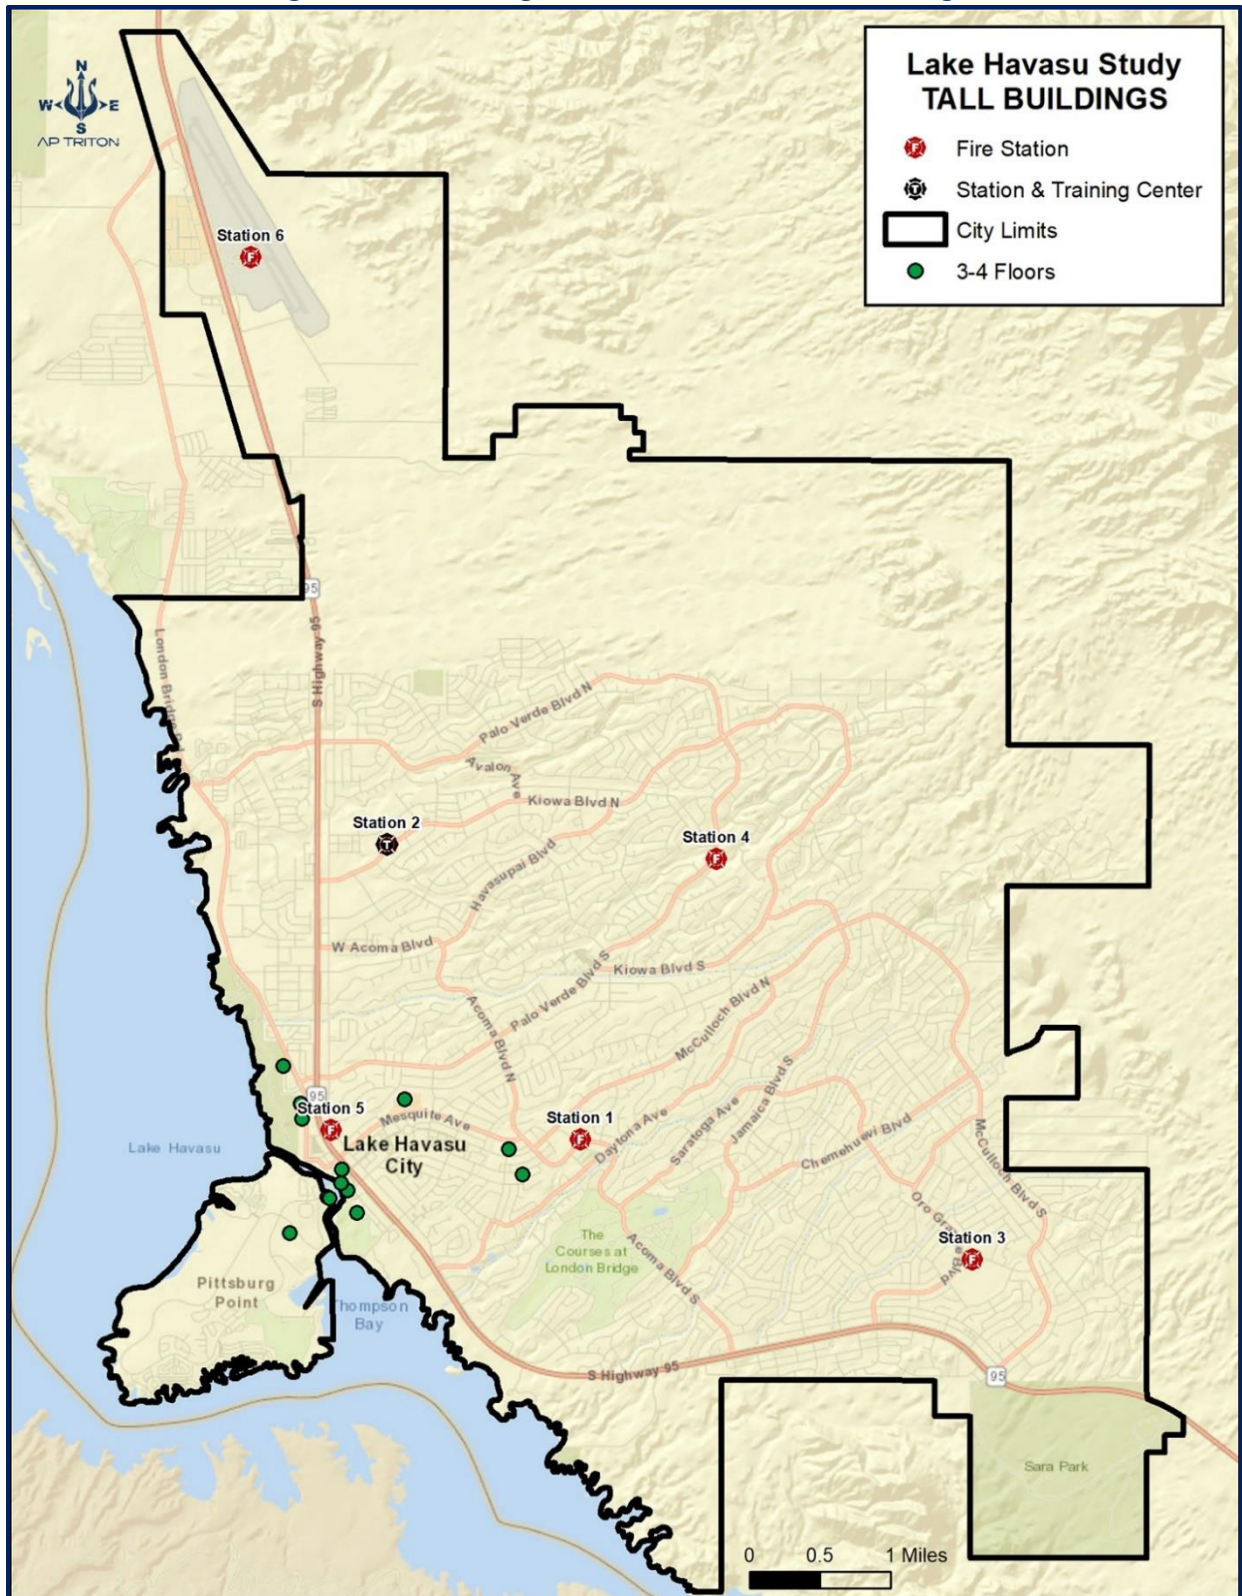 N
W E
S
AP TRITON
Lake Havasu Study
TALL BUILDINGS
F Fire Station
T Station & Training Center
City Limits
3-4 Floors
Station 6
F
95
S Highway 95
London Bridge Rd
Palo Verde Blvd N
Avalon Ave
Kiowa Blvd N
Station 2
T
Station 4
F
Havasupai Blvd
W Acoma Blvd
Kiowa Blvd S
Palo Verde Blvd S
Acoma Blvd N
McCulloch Blvd N
95
Station 5
F
Mesquite Ave
Station 1
F
Daytona Ave
Saratoga Ave
Jamaica Blvd S
Chemehuevi Blvd
McCulloch Blvd S
Lake Havasu
Lake Havasu
City
Oro Gra e Blvd
Station 3
F
The
Courses at
London Bridge
Acoma Blvd S
Pittsburg
Point
Thompson
Bay
S Highway 95
95
Sara Park
0 0.5 1 Miles